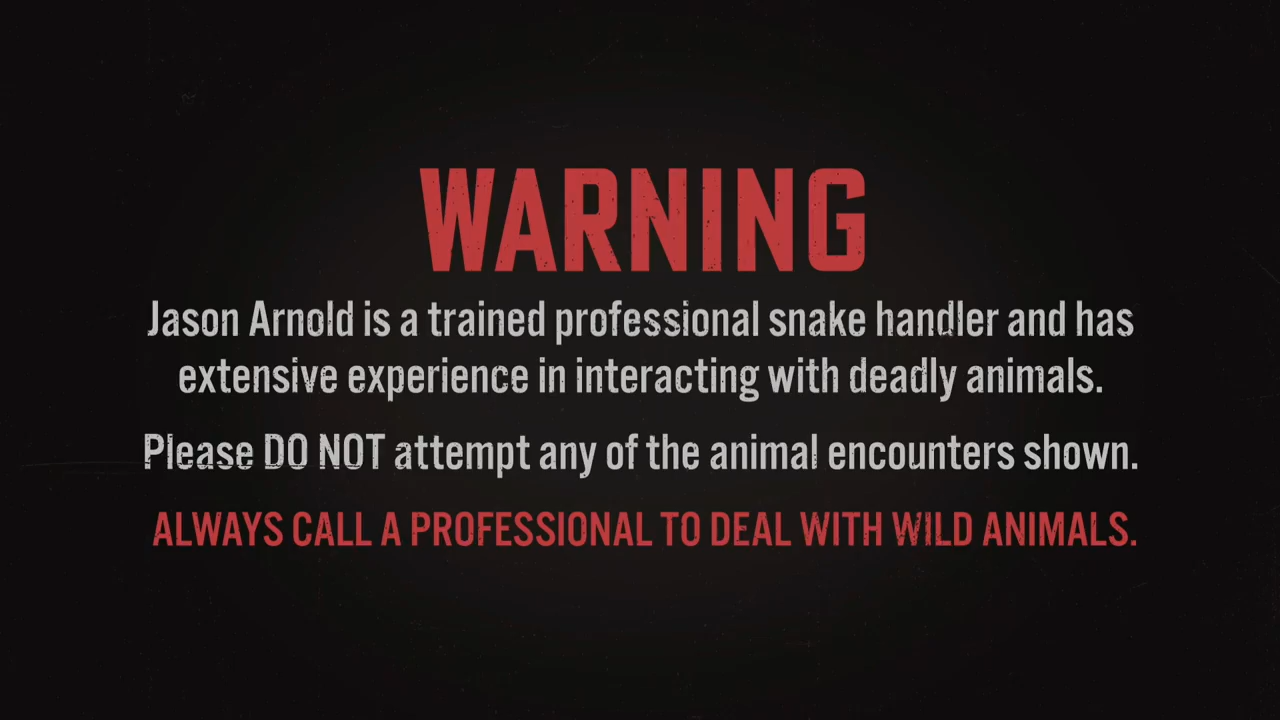 WARNING
Jason Arnold is a trained professional snake handler and has
extensive experience in interacting with deadly animals.
Please DO NOT attempt any of the animal encounters shown.
ALWAYS CALL A PROFESSIONAL TO DEAL WITH WILD ANIMALS.